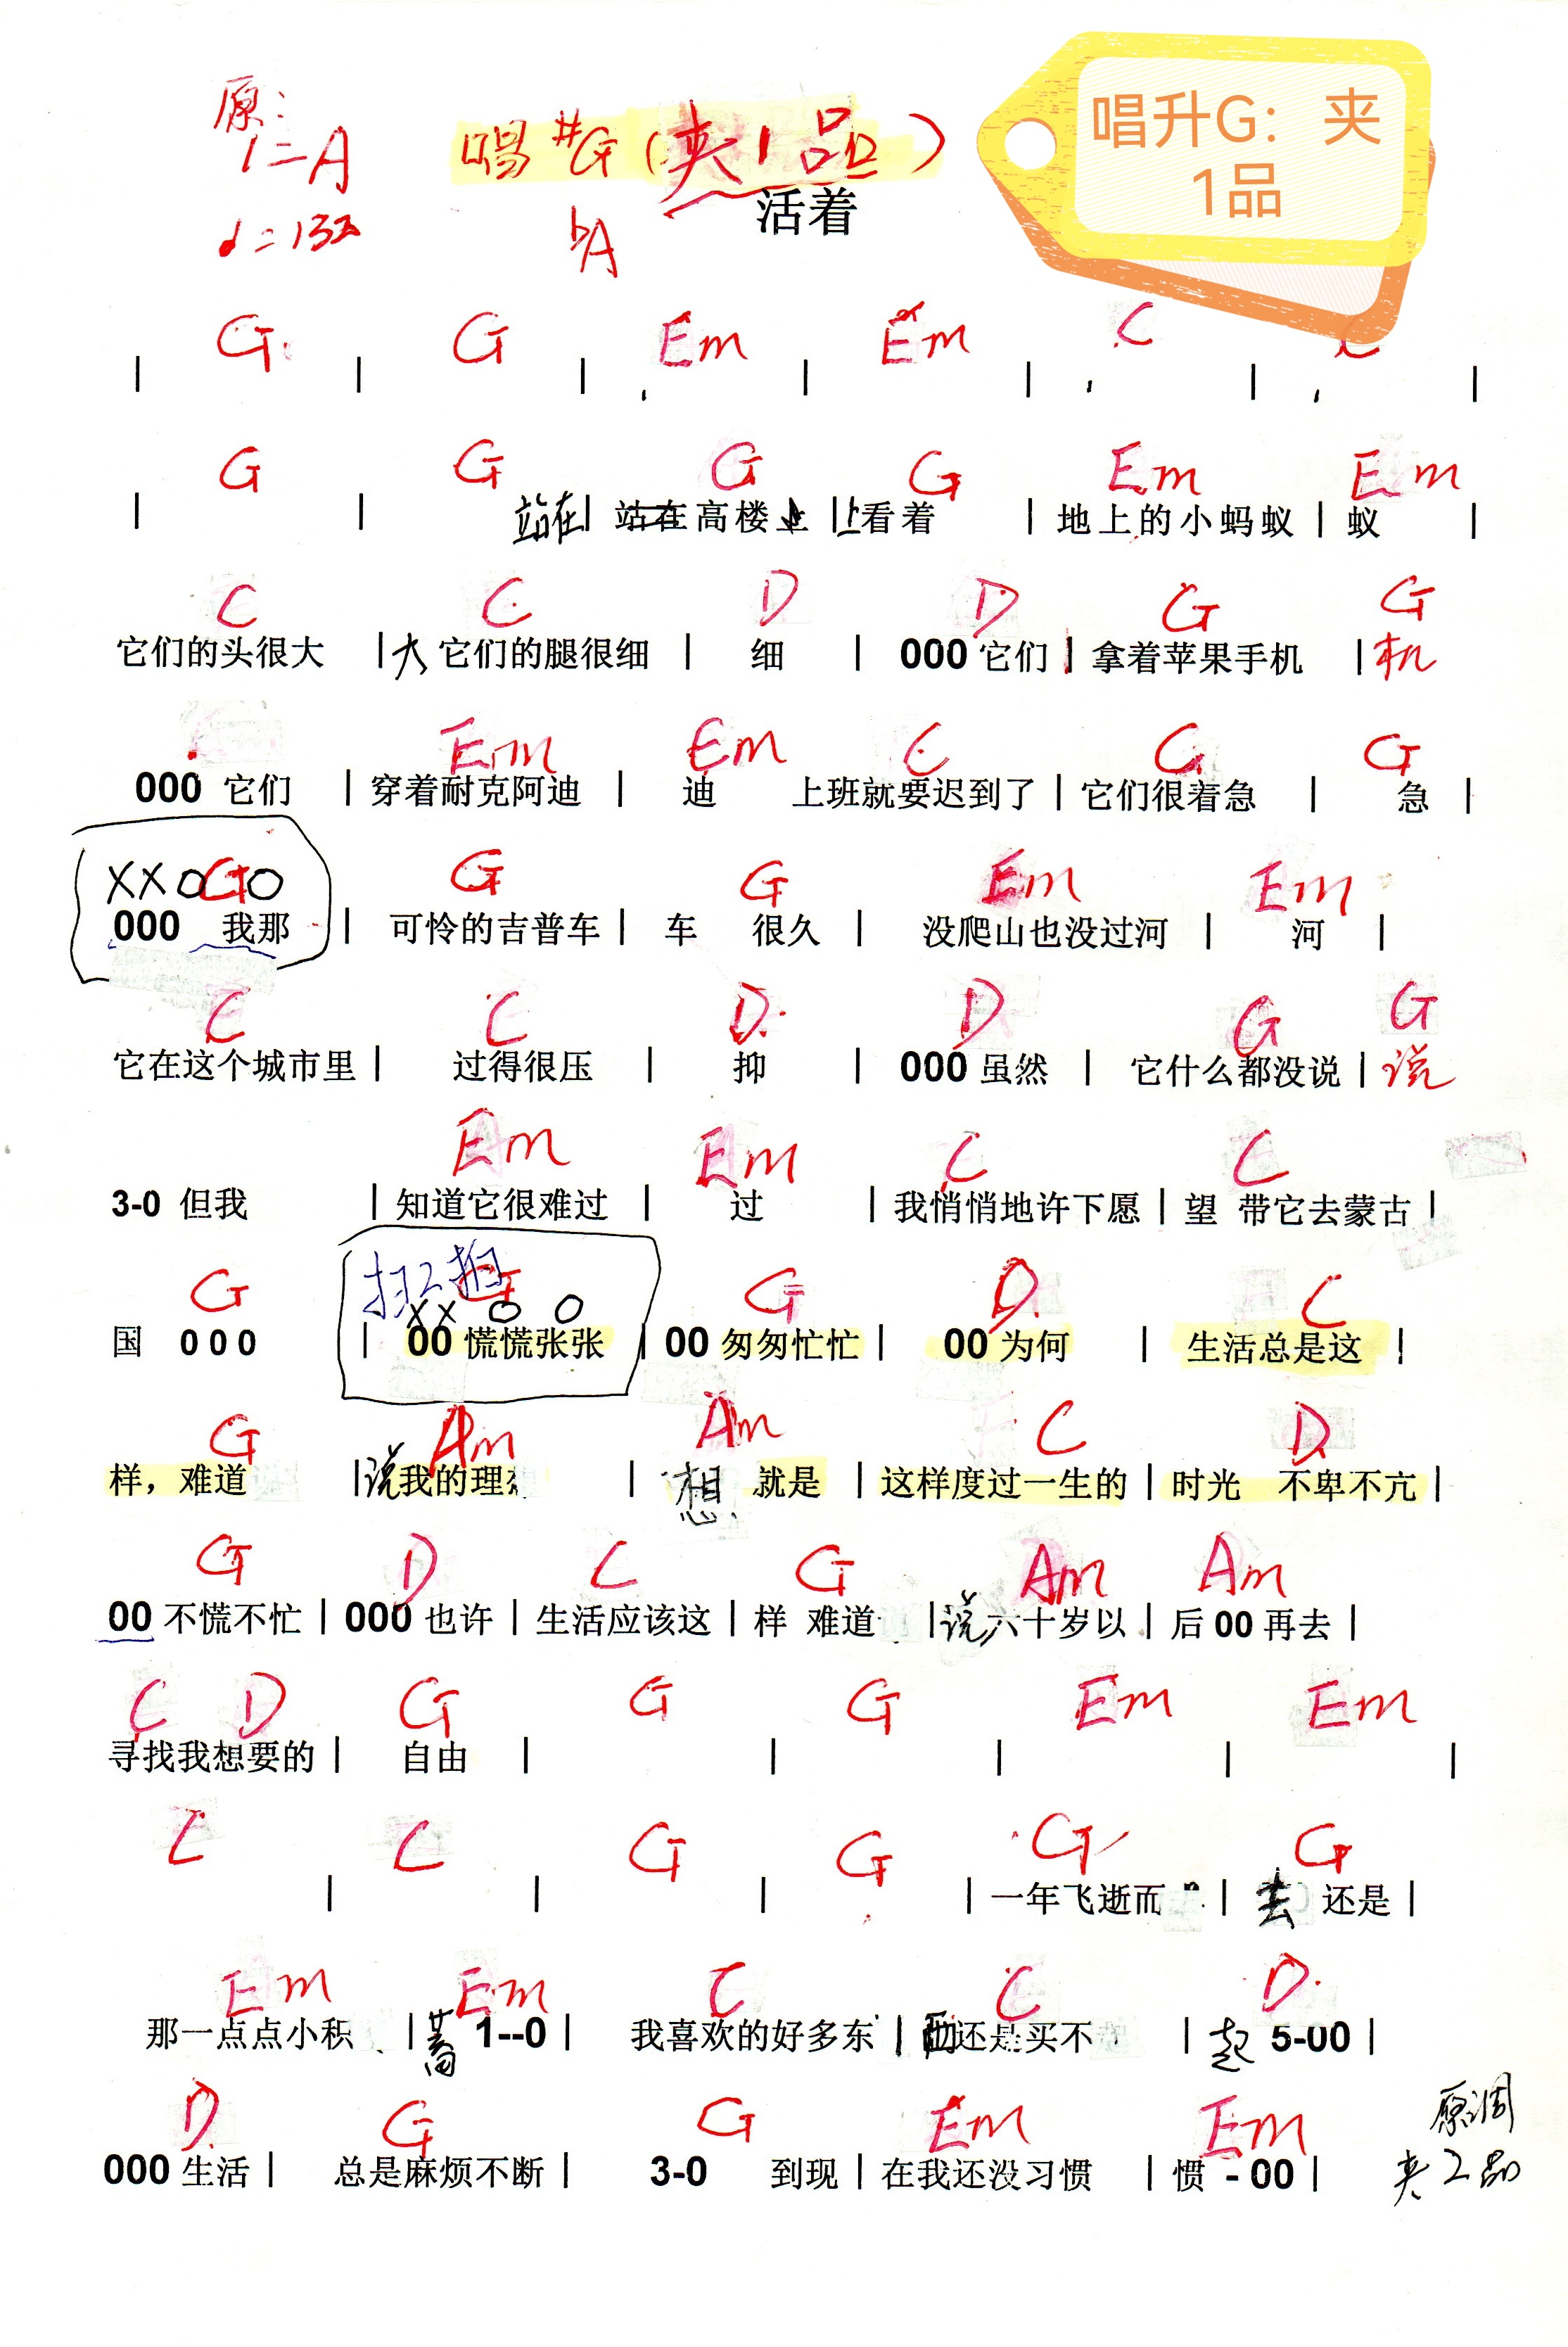 原：
1=A
唱#G（夹1品）
唱升G：夹
1品
♩=132
bA
活着
G G Em Em C C
| | | | | | |
G G G G Em Em
| | 站在| 站在高楼上 |上看着 | 地上的小蚂蚁 | 蚁 |
C C D D G G
它们的头很大 |大 它们的腿很细 | 细 | 000 它们 | 拿着苹果手机 |机
Em Em C G G
000 它们 | 穿着耐克阿迪 | 迪 上班就要迟到了 | 它们很着急 | 急 |
XX0G0 G G Em Em
000 我那 | 可怜的吉普车 | 车 很久 | 没爬山也没过河 | 河 |
C C D D G G
它在这个城市里 | 过得很压 | 抑 | 000 虽然 | 它什么都没说 | 说
Em Em C C
3-0 但我 | 知道它很难过 | 过 | 我悄悄地许下愿 | 望 带它去蒙古 |
扫2拍
G G G D C
XX 0 0
国 0 0 0 | 00 慌慌张张 | 00 匆匆忙忙 | 00 为何 | 生活总是这 |
G Am Am C D
样，难道 |说我的理 | 想 就是 | 这样度过一生的 | 时光 不卑不亢 |
G D C G Am Am
00 不慌不忙 | 000 也许 | 生活应该这 | 样 难道 |说六十岁以 | 后 00 再去 |
C D G G G Em Em
寻找我想要的 | 自由 | | | | |
C C G G G G
| | | | 一年飞逝而 | 去 还是 |
Em Em C C D
那一点点小积 |蓄 1--0 | 我喜欢的好多东 |西还是买不 | 起 5-00 |
D G G Em Em
000 生活 | 总是麻烦不断 | 3-0 到现 | 在我还没习惯 | 惯 - 00 |
原调
夹2品